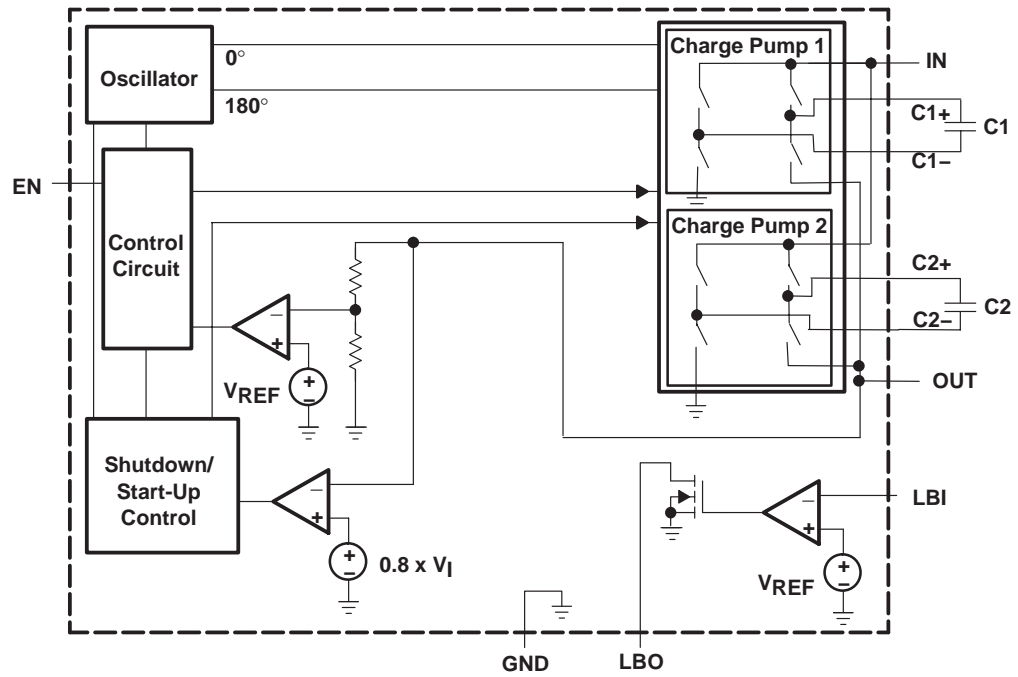 Oscillator
0°
180°
Charge Pump 1
IN
C1+
C1
C1–
EN
Control
Circuit
Charge Pump 2
C2+
C2
C2–
OUT
–
+
+
–
VREF
Shutdown/
Start-Up
Control
–
+
+
–
0.8 x VI
LBI
–
+
+
–
VREF
GND
LBO